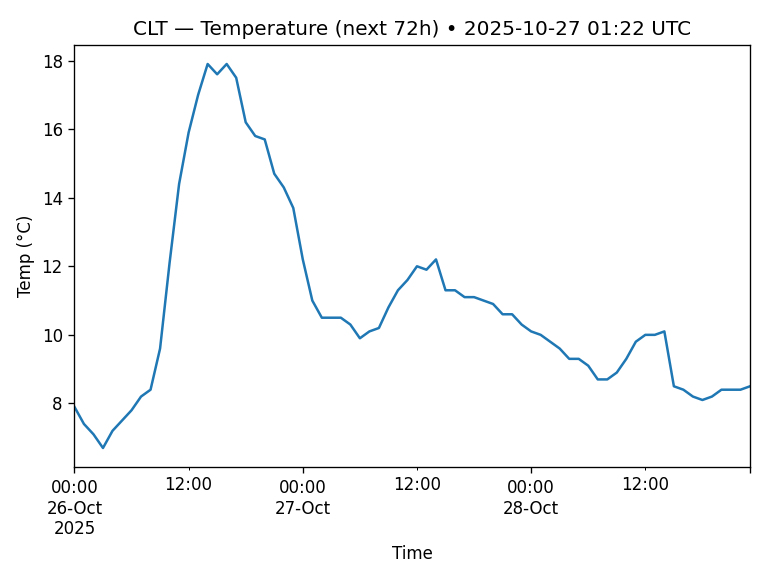 CLT — Temperature (next 72h) • 2025-10-27 01:22 UTC
Temp (°C)
18
16
14
12
10
8
00:00 12:00 00:00 12:00 00:00 12:00
26-Oct 27-Oct 28-Oct
2025
Time